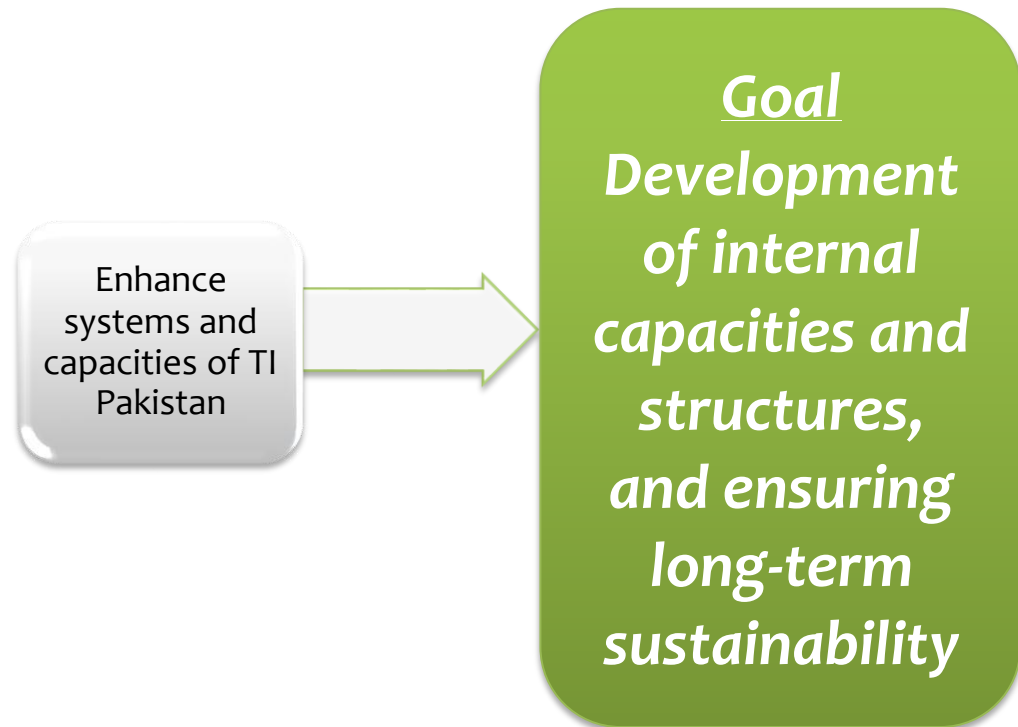 Enhance
systems and
capacities of TI
Pakistan
Goal
Development
of internal
capacities and
structures,
and ensuring
long-term
sustainability